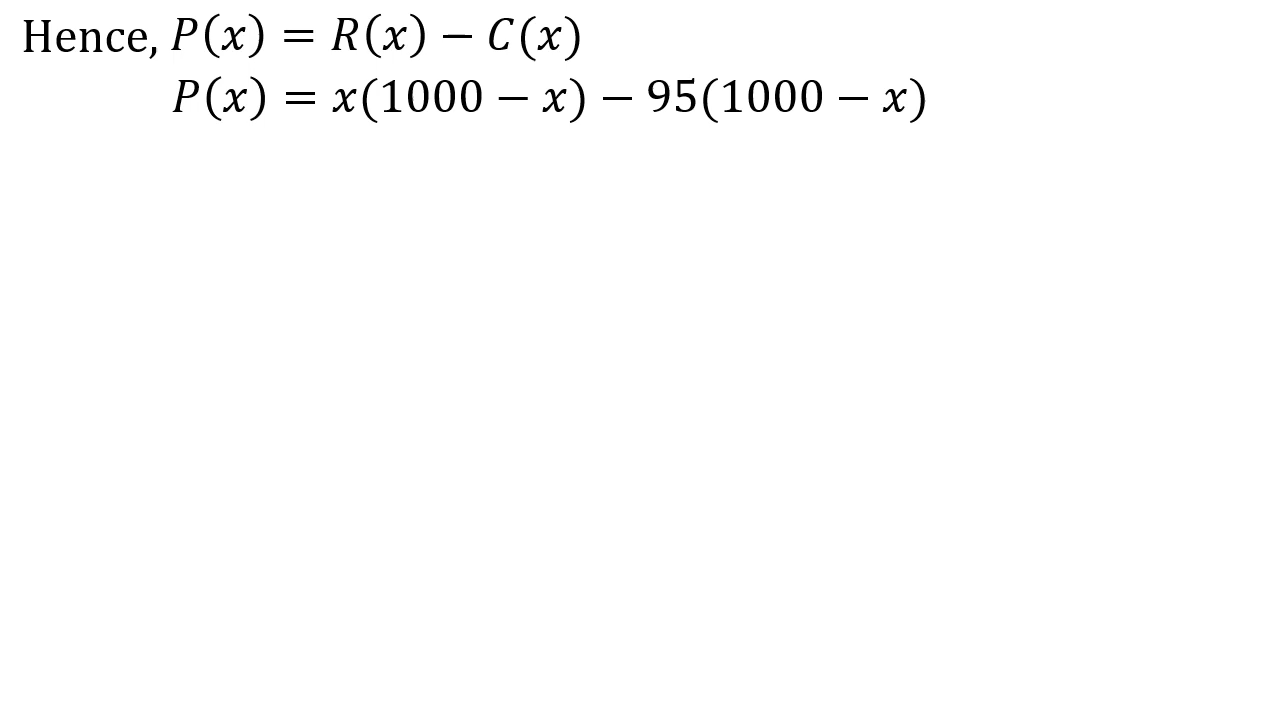 Hence, P(x) = R(x) − C(x)
P(x) = x(1000 − x) − 95(1000 − x)